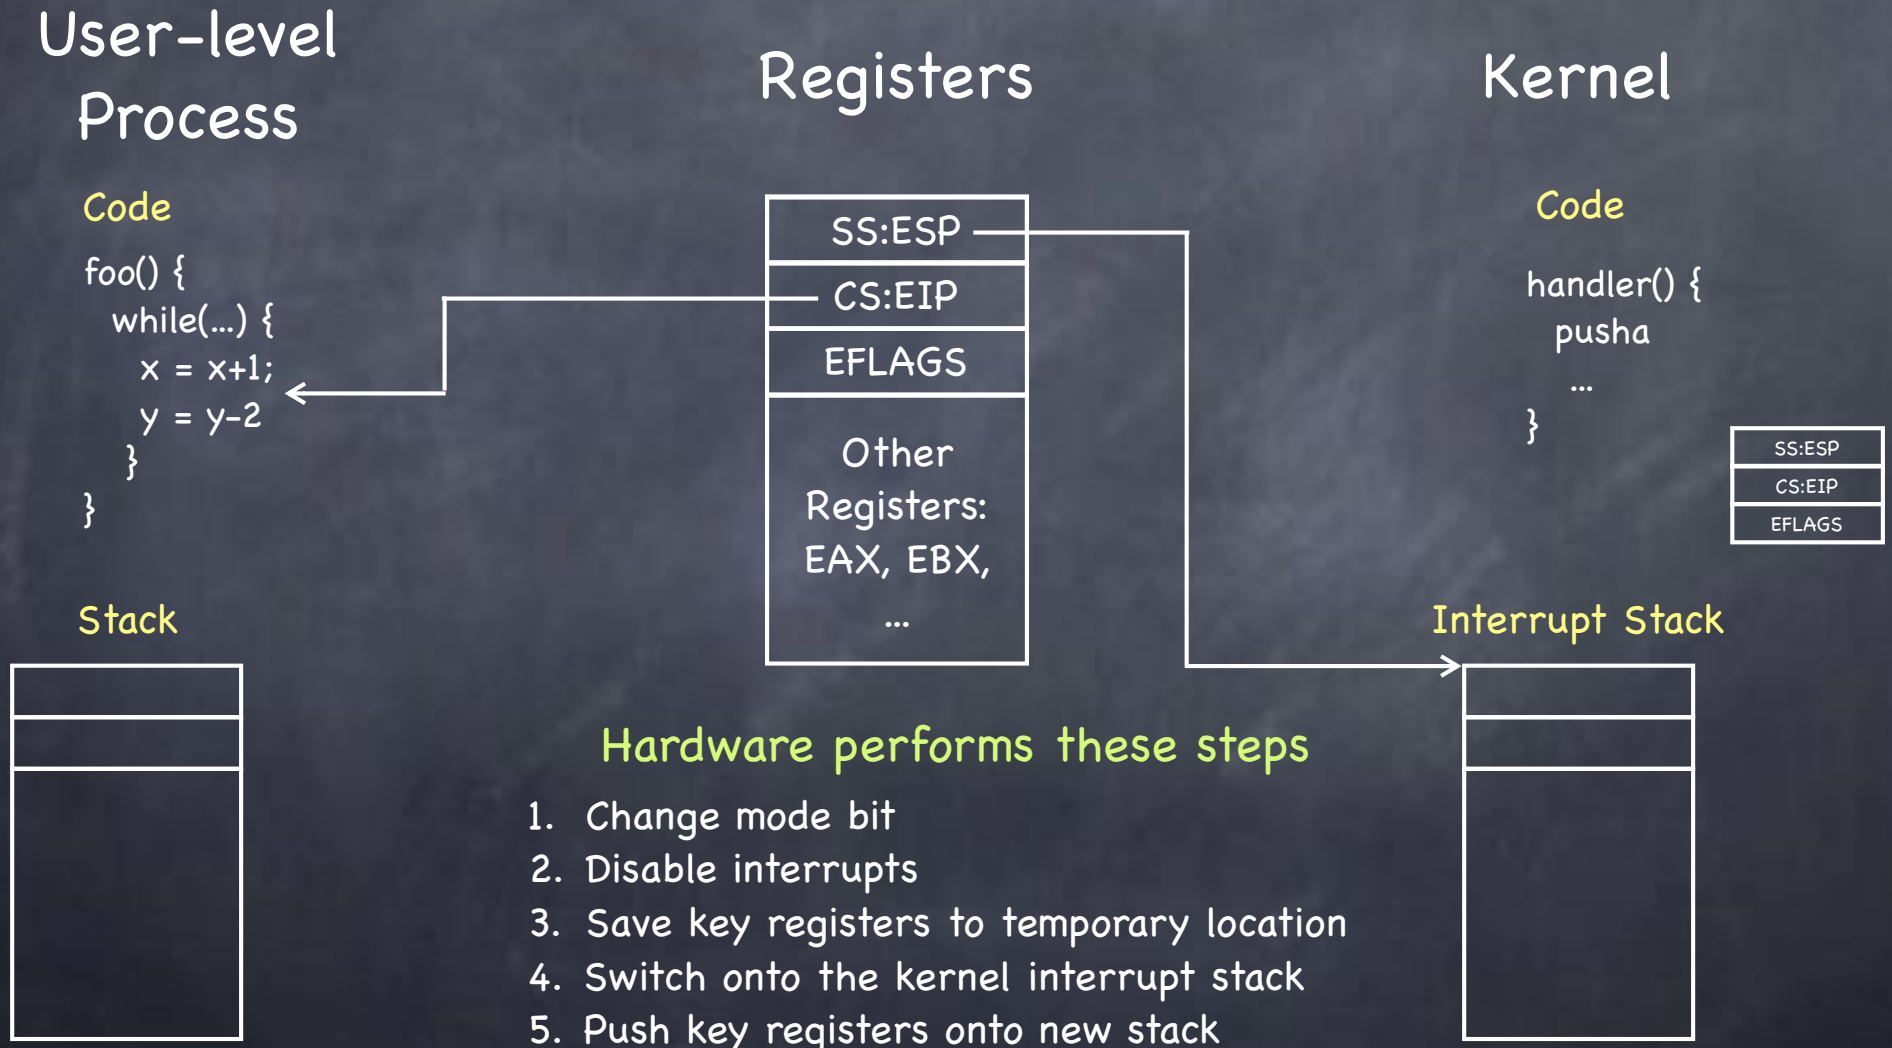 User-level
Process
Registers
Kernel
Code
foo() {
while(...) {
x = x+1;
y = y-2
}
}
Stack
SS:ESP
CS:EIP
EFLAGS
Other
Registers:
EAX, EBX,
...
Code
handler() {
pusha
...
}
SS:ESP
CS:EIP
EFLAGS
Interrupt Stack
Hardware performs these steps
1. Change mode bit
2. Disable interrupts
3. Save key registers to temporary location
4. Switch onto the kernel interrupt stack
5. Push key registers onto new stack